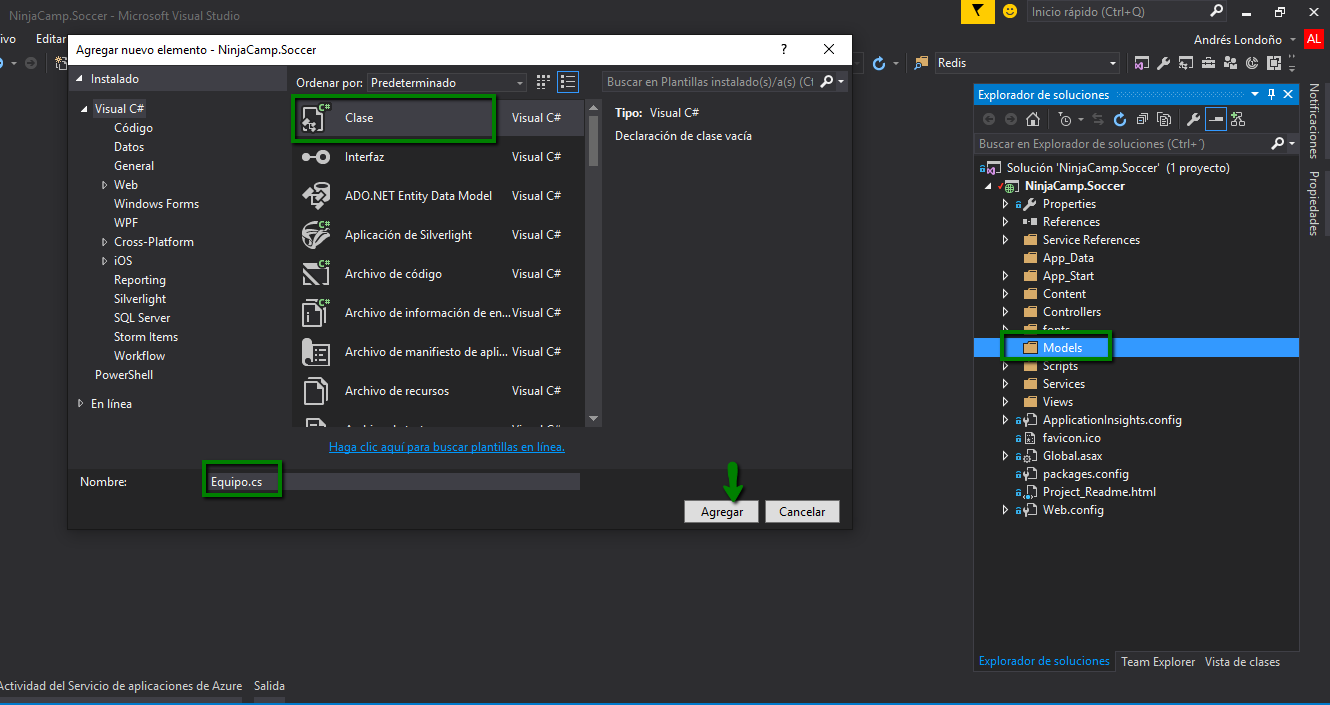 NinjaCamp.Soccer - Microsoft Visual Studio
Inicio rápido (Ctrl+Q)
ivo Editar
Andrés Londoño AL
Redis
Agregar nuevo elemento - NinjaCamp.Soccer ?
Instalado
Ordenar por: Predeterminado
Buscar en Plantillas instalado(s)/a(s) (Ct
Visual C#
Código
Datos
General
Web
Windows Forms
WPF
Cross-Platform
iOS
Reporting
Silverlight
SQL Server
Storm Items
Workflow
PowerShell
En línea
Clase Visual C#
Interfaz Visual C#
ADO.NET Entity Data Model Visual C#
Aplicación de Silverlight Visual C#
Archivo de código Visual C#
Archivo de información de en... Visual C#
Archivo de manifiesto de apli... Visual C#
Archivo de recursos Visual C#
Tipo: Visual C#
Declaración de clase vacía
Haga clic aquí para buscar plantillas en línea.
Nombre: Equipo.cs
Agregar Cancelar
Explorador de soluciones
Buscar en Explorador de soluciones (Ctrl+´)
Solución 'NinjaCamp.Soccer' (1 proyecto)
NinjaCamp.Soccer
Properties
References
Service References
App_Data
App_Start
Content
Controllers
fonts
Models
Scripts
Services
Views
ApplicationInsights.config
favicon.ico
Global.asax
packages.config
Project_Readme.html
Web.config
Explorador de soluciones Team Explorer Vista de clases
Notificaciones
Propiedades
Actividad del Servicio de aplicaciones de Azure Salida